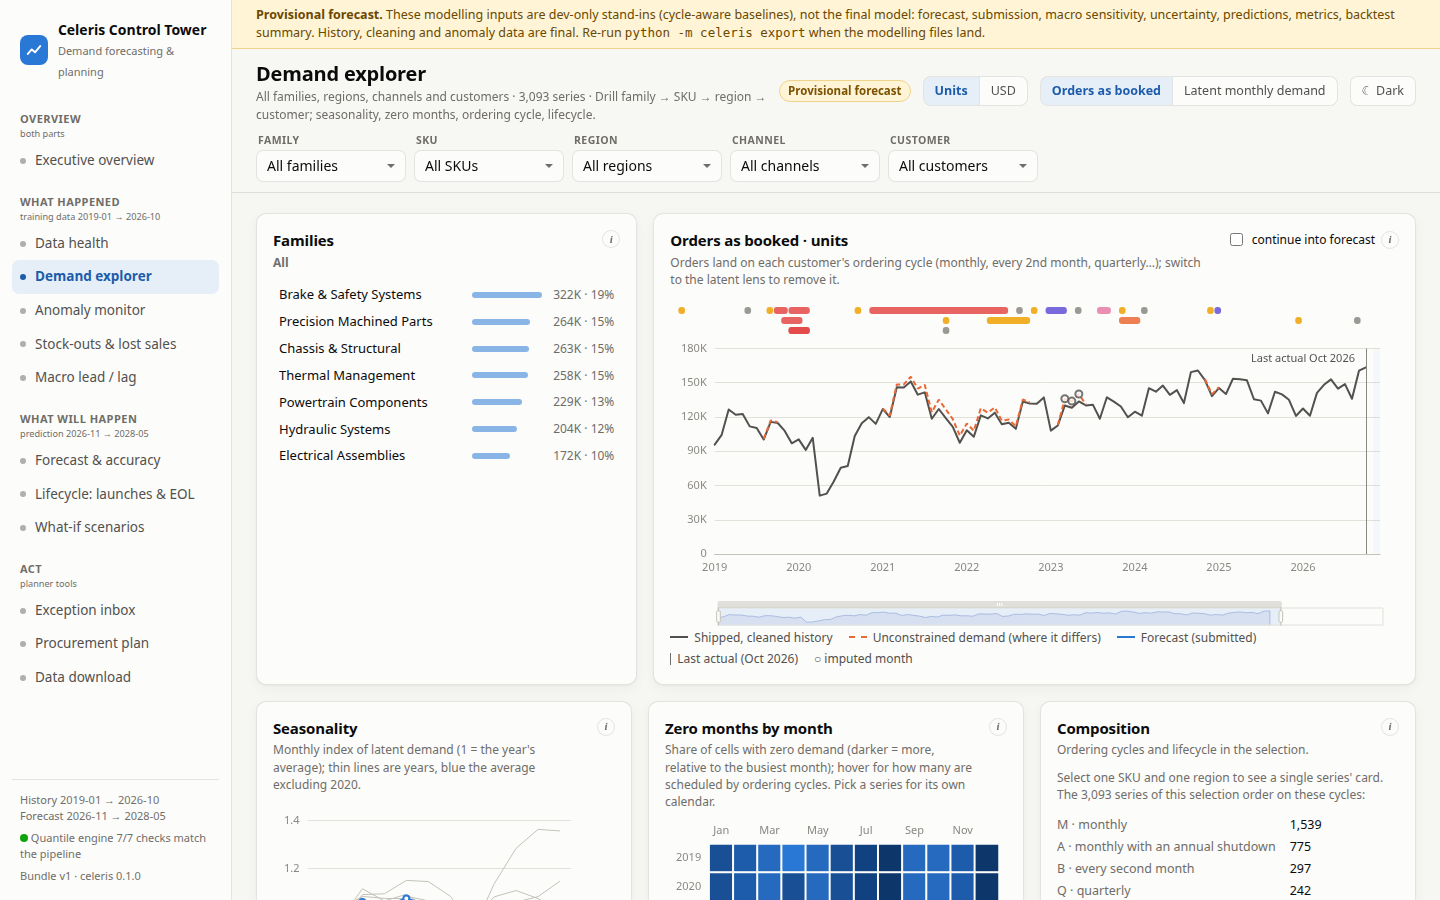 Celeris Control Tower
Demand forecasting &
planning
OVERVIEW
both parts
Executive overview
WHAT HAPPENED
training data 2019-01 → 2026-10
Data health
Demand explorer
Anomaly monitor
Stock-outs & lost sales
Macro lead / lag
WHAT WILL HAPPEN
prediction 2026-11 → 2028-05
Forecast & accuracy
Lifecycle: launches & EOL
What-if scenarios
ACT
planner tools
Exception inbox
Procurement plan
Data download
History 2019-01 → 2026-10
Forecast 2026-11 → 2028-05
Quantile engine 7/7 checks match
the pipeline
Bundle v1 · celeris 0.1.0
Provisional forecast. These modelling inputs are dev-only stand-ins (cycle-aware baselines), not the final model: forecast, submission, macro sensitivity, uncertainty, predictions, metrics, backtest
summary. History, cleaning and anomaly data are final. Re-run python -m celeris export when the modelling files land.
Demand explorer
All families, regions, channels and customers · 3,093 series · Drill family → SKU → region →
customer; seasonality, zero months, ordering cycle, lifecycle.
Provisional forecast
Units USD
Orders as booked Latent monthly demand
☾ Dark
FAMILY SKU REGION CHANNEL CUSTOMER
All families All SKUs All regions All channels All customers
Families i
All
Brake & Safety Systems 322K · 19%
Precision Machined Parts 264K · 15%
Chassis & Structural 263K · 15%
Thermal Management 258K · 15%
Powertrain Components 229K · 13%
Hydraulic Systems 204K · 12%
Electrical Assemblies 172K · 10%
Orders as booked · units
continue into forecast i
Orders land on each customer's ordering cycle (monthly, every 2nd month, quarterly...); switch
to the latent lens to remove it.
180K
Last actual Oct 2026
150K
120K
90K
60K
30K
0
2019 2020 2021 2022 2023 2024 2025 2026
Shipped, cleaned history Unconstrained demand (where it differs) Forecast (submitted)
Last actual (Oct 2026) imputed month
Seasonality i
Monthly index of latent demand (1 = the year's
average); thin lines are years, blue the average
excluding 2020.
1.4
1.2
Zero months by month i
Share of cells with zero demand (darker = more,
relative to the busiest month); hover for how many are
scheduled by ordering cycles. Pick a series for its own
calendar.
Jan Mar May Jul Sep Nov
2019
2020
Composition i
Ordering cycles and lifecycle in the selection.
Select one SKU and one region to see a single series' card.
The 3,093 series of this selection order on these cycles:
M · monthly 1,539
A · monthly with an annual shutdown 775
B · every second month 297
Q · quarterly 242